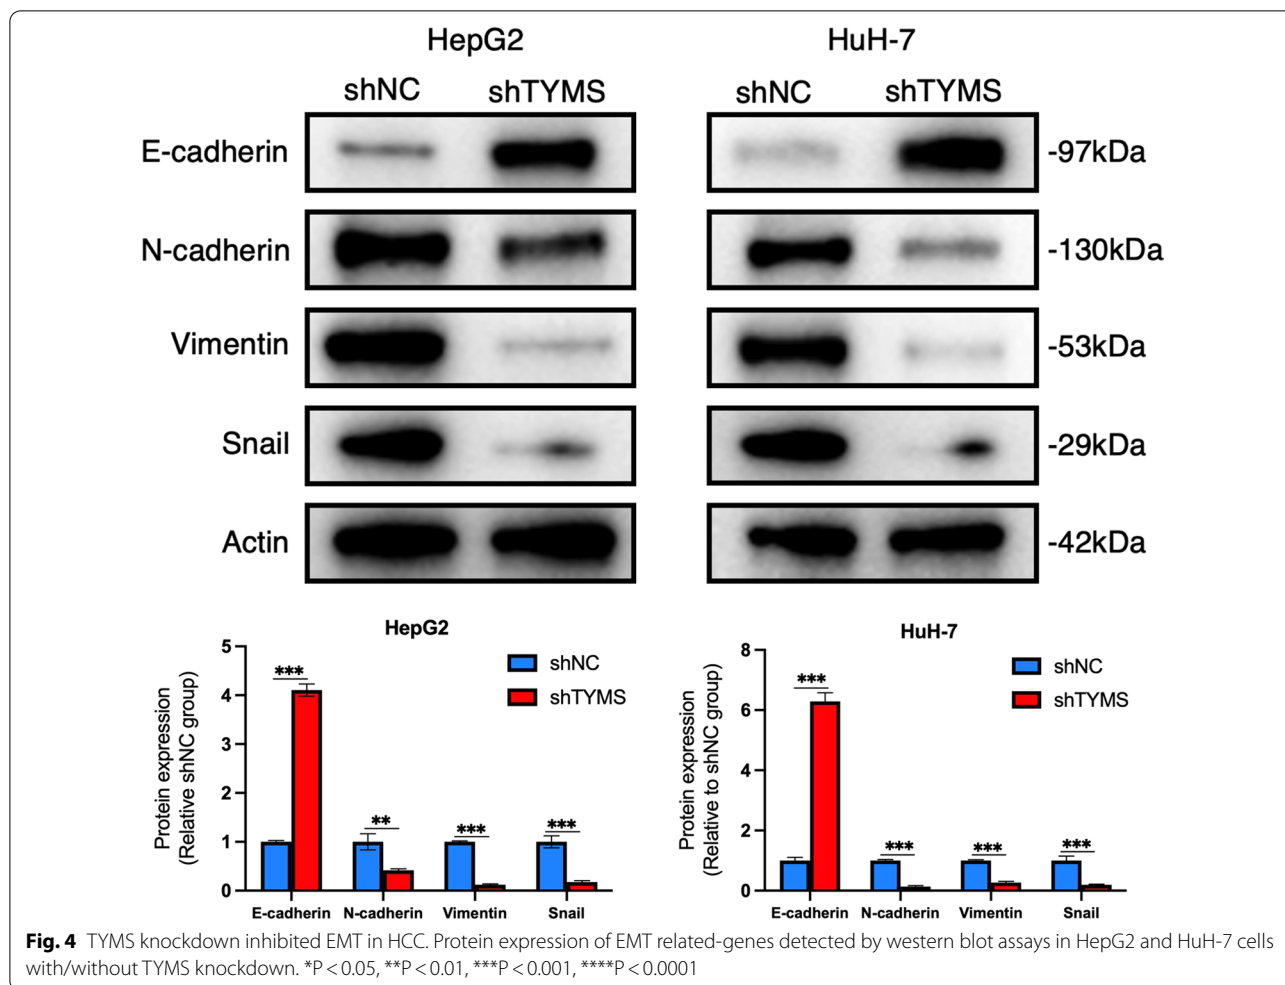 HepG2 HuH-7
shNC shTYMS shNC shTYMS
E-cadherin -97kDa
N-cadherin -130kDa
Vimentin -53kDa
Snail -29kDa
Actin -42kDa
HepG2
Protein expression
(Relative shNC group)
5
4
3
2
1
0
shNC
shTYMS
***
**
***
***
E-cadherin N-cadherin Vimentin Snail
HuH-7
Protein expression
(Relative to shNC group)
8
6
4
2
0
shNC
shTYMS
***
***
***
***
E-cadherin N-cadherin Vimentin Snail
Fig. 4 TYMS knockdown inhibited EMT in HCC. Protein expression of EMT related-genes detected by western blot assays in HepG2 and HuH-7 cells
with/without TYMS knockdown. *P < 0.05, **P < 0.01, ***P < 0.001, ****P < 0.0001